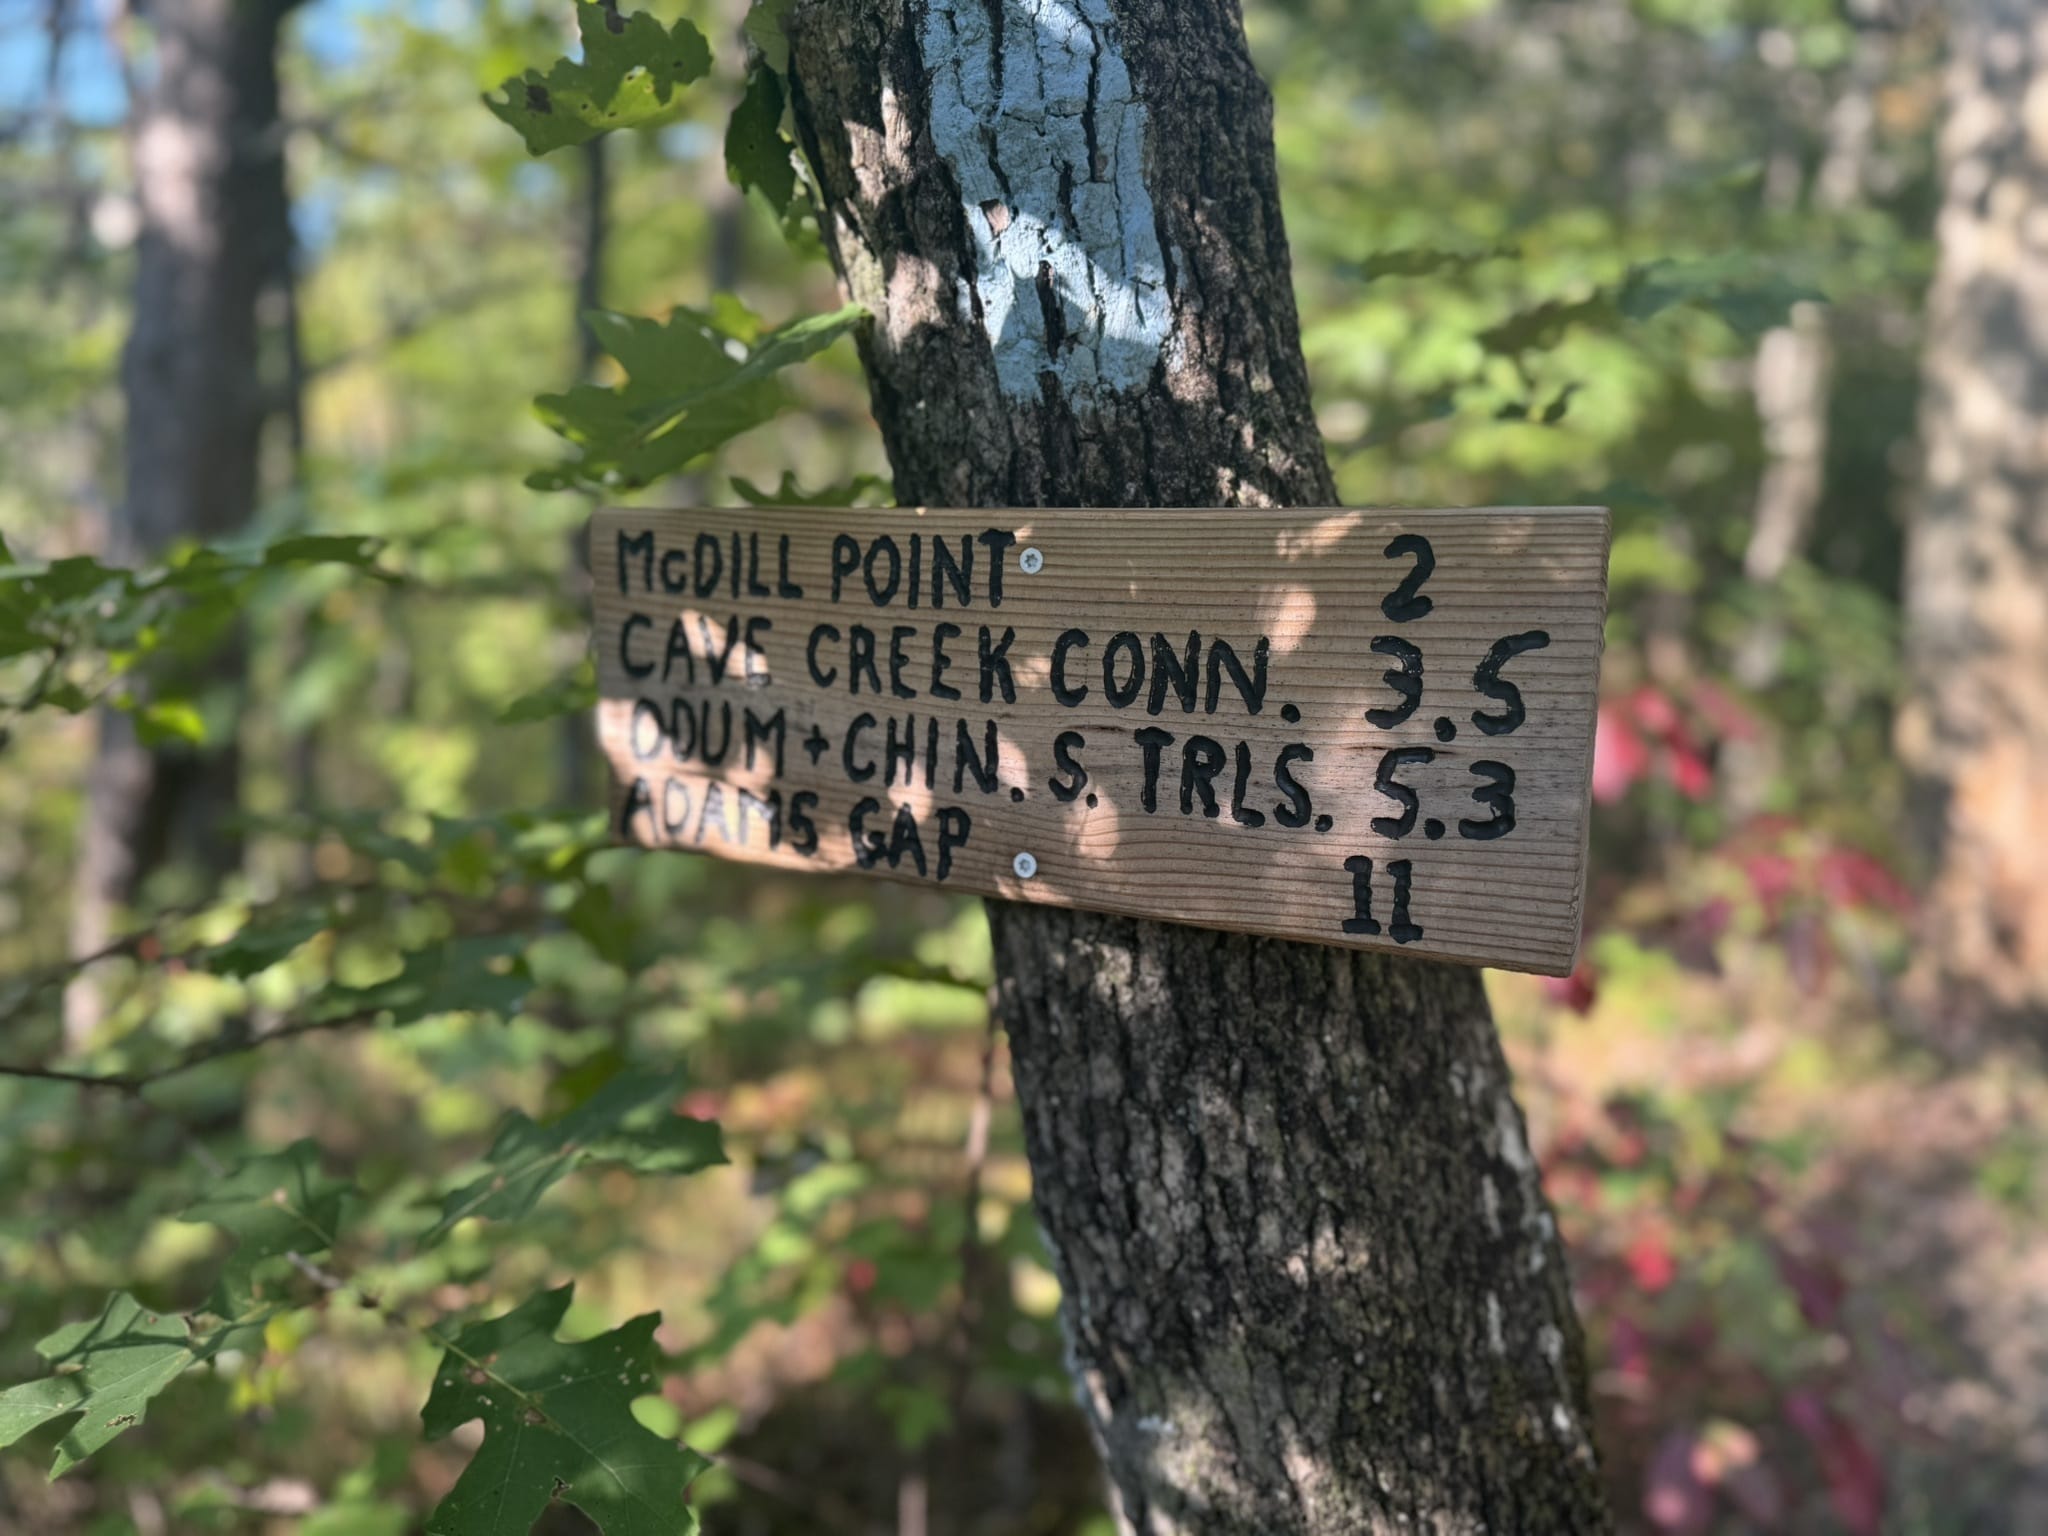 McDILL POINT 2
CAVE CREEK CONN. 3.5
ODUM + CHIN. S. TRLS. 5.3
ADAMS GAP 11